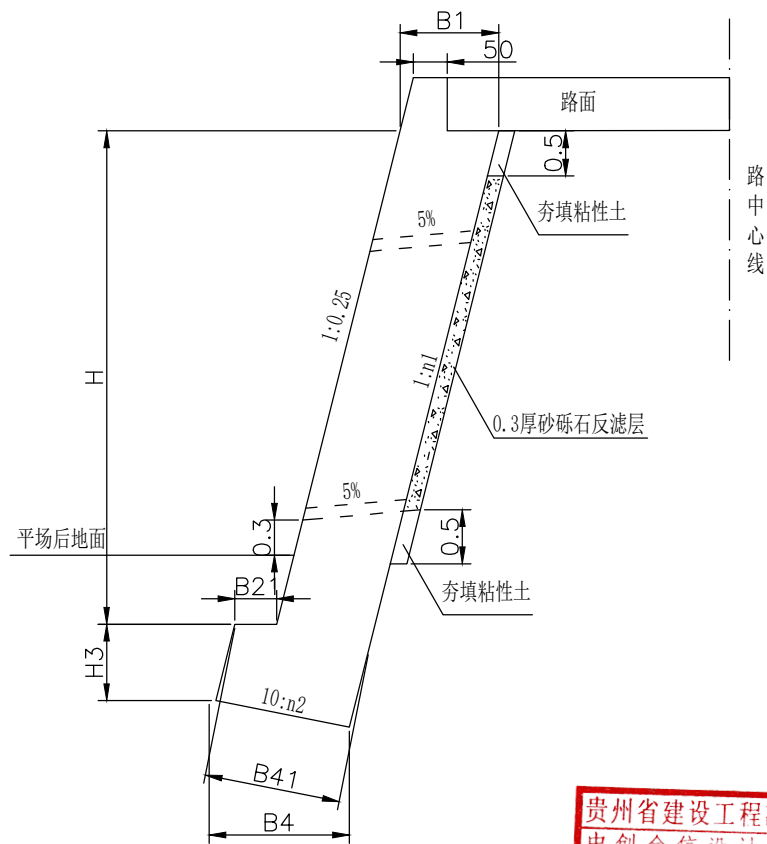 B1
50
路面
0.5
路中心线
夯填粘性土
5%
1:0.25
H
1:n1
0.3厚砂砾石反滤层
5%
0.3
平场后地面
0.5
B21
夯填粘性土
H3
10:n2
B41
B4
贵州省建设工程